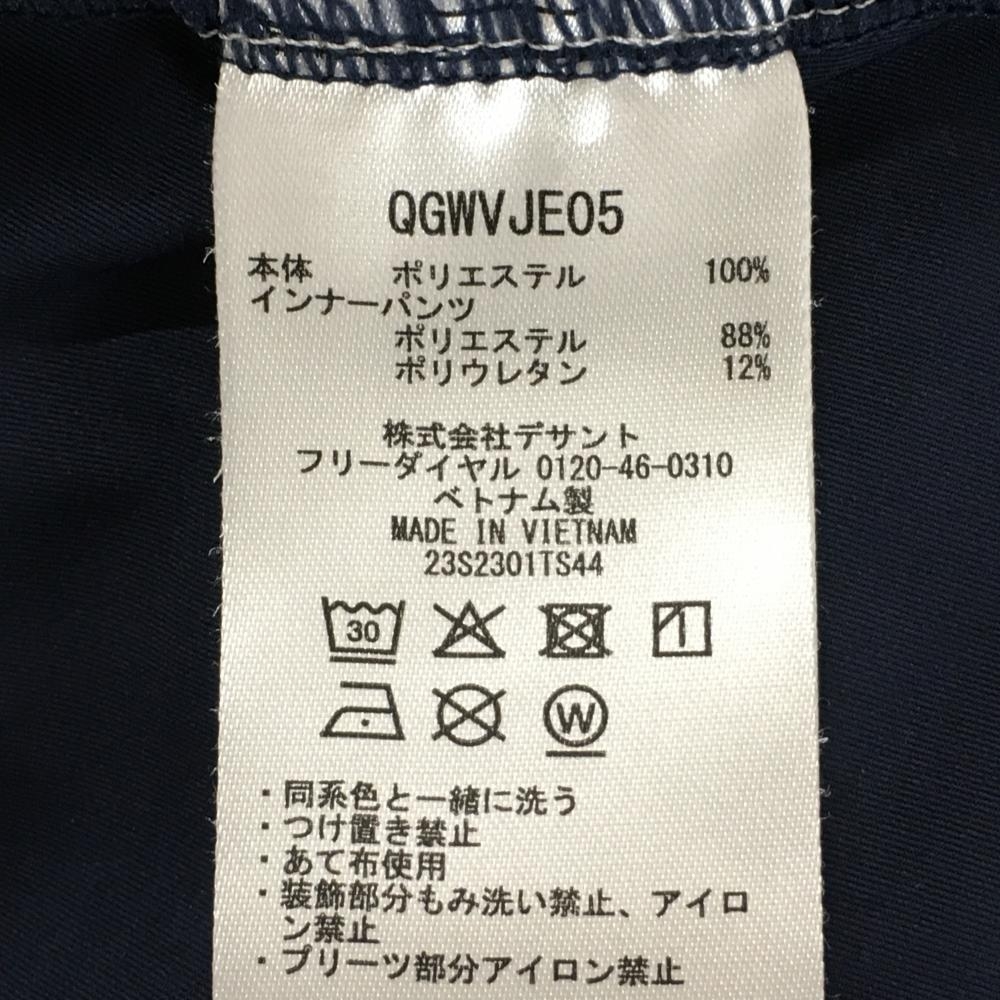 QGWVJE05
本体 ポリエステル 100%
インナーパンツ
ポリエステル 88%
ポリウレタン 12%
株式会社デサント
フリーダイヤル 0120-46-0310
ベトナム製
MADE IN VIETNAM
23S2301TS44
30
W
・同系色と一緒に洗う
・つけ置き禁止
・あて布使用
・装飾部分もみ洗い禁止、アイロ
ン禁止
・プリーツ部分アイロン禁止